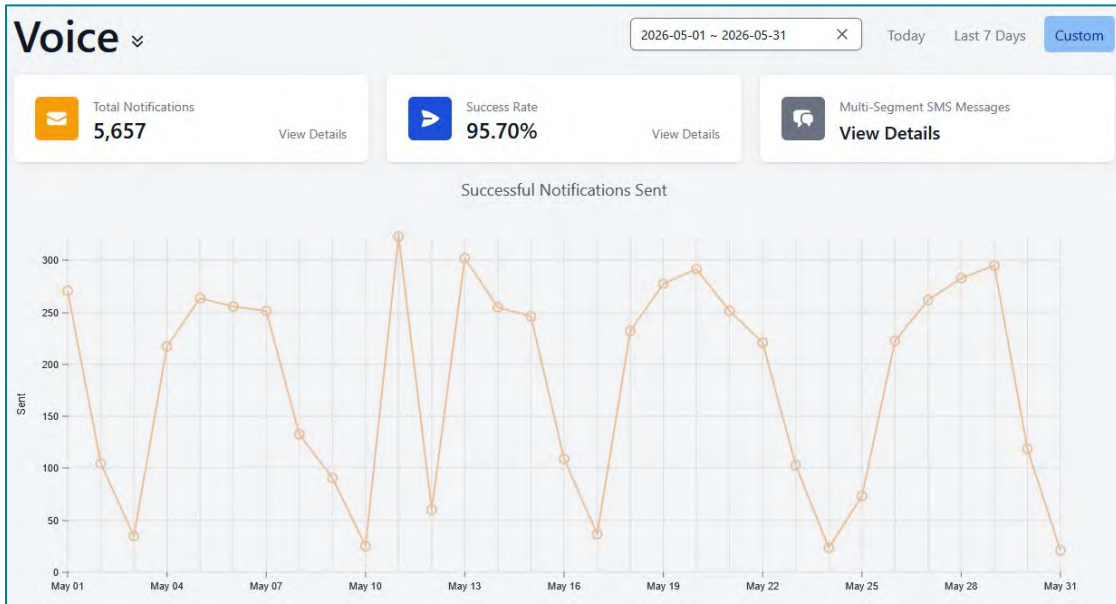 Voice
2026-05-01 ~ 2026-05-31
Today
Last 7 Days
Custom
Total Notifications
5,657
View Details
Success Rate
95.70%
View Details
Multi-Segment SMS Messages
View Details
Successful Notifications Sent
300
250
200
150
100
50
0
Sent
May 01
May 04
May 07
May 10
May 13
May 16
May 19
May 22
May 25
May 28
May 31